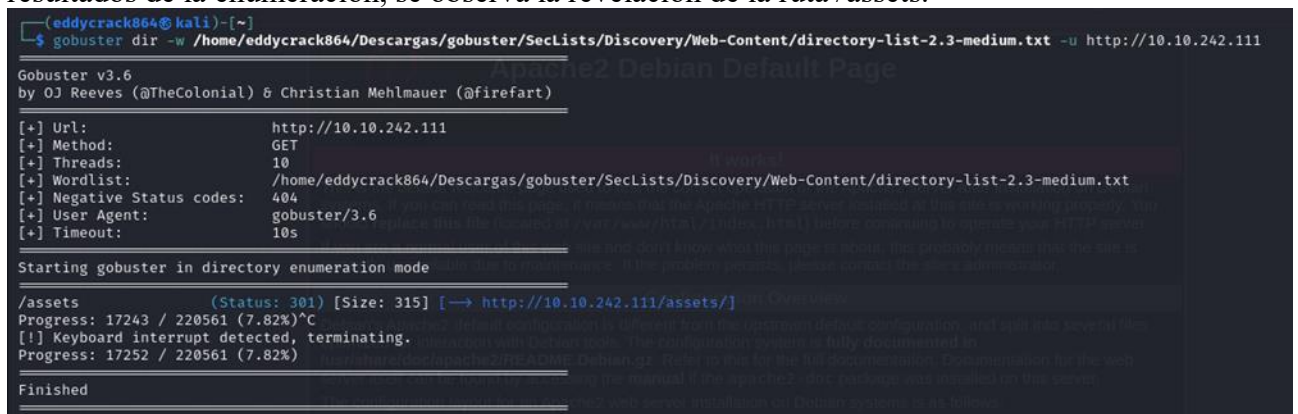 resultados de la enumeración, se observa la revelación de la ruta /assets.
(eddycrack864㉿kali)-[~]
$ gobuster dir -w /home/eddycrack864/Descargas/gobuster/SecLists/Discovery/Web-Content/directory-list-2.3-medium.txt -u http://10.10.242.111
Apache2 Debian Default Page
Gobuster v3.6
by OJ Reeves (@TheColonial) & Christian Mehlmauer (@firefart)
[+] Url: http://10.10.242.111
[+] Method: GET
[+] Threads: 10
It works!
[+] Wordlist: /home/eddycrack864/Descargas/gobuster/SecLists/Discovery/Web-Content/directory-list-2.3-medium.txt
[+] Negative Status codes: 404
[+] User Agent: gobuster/3.6
[+] Timeout: 10s
Starting gobuster in directory enumeration mode
/assets (Status: 301) [Size: 315] [--> http://10.10.242.111/assets/]
Progress: 17243 / 220561 (7.82%)^C
[!] Keyboard interrupt detected, terminating.
Progress: 17252 / 220561 (7.82%)
Finished